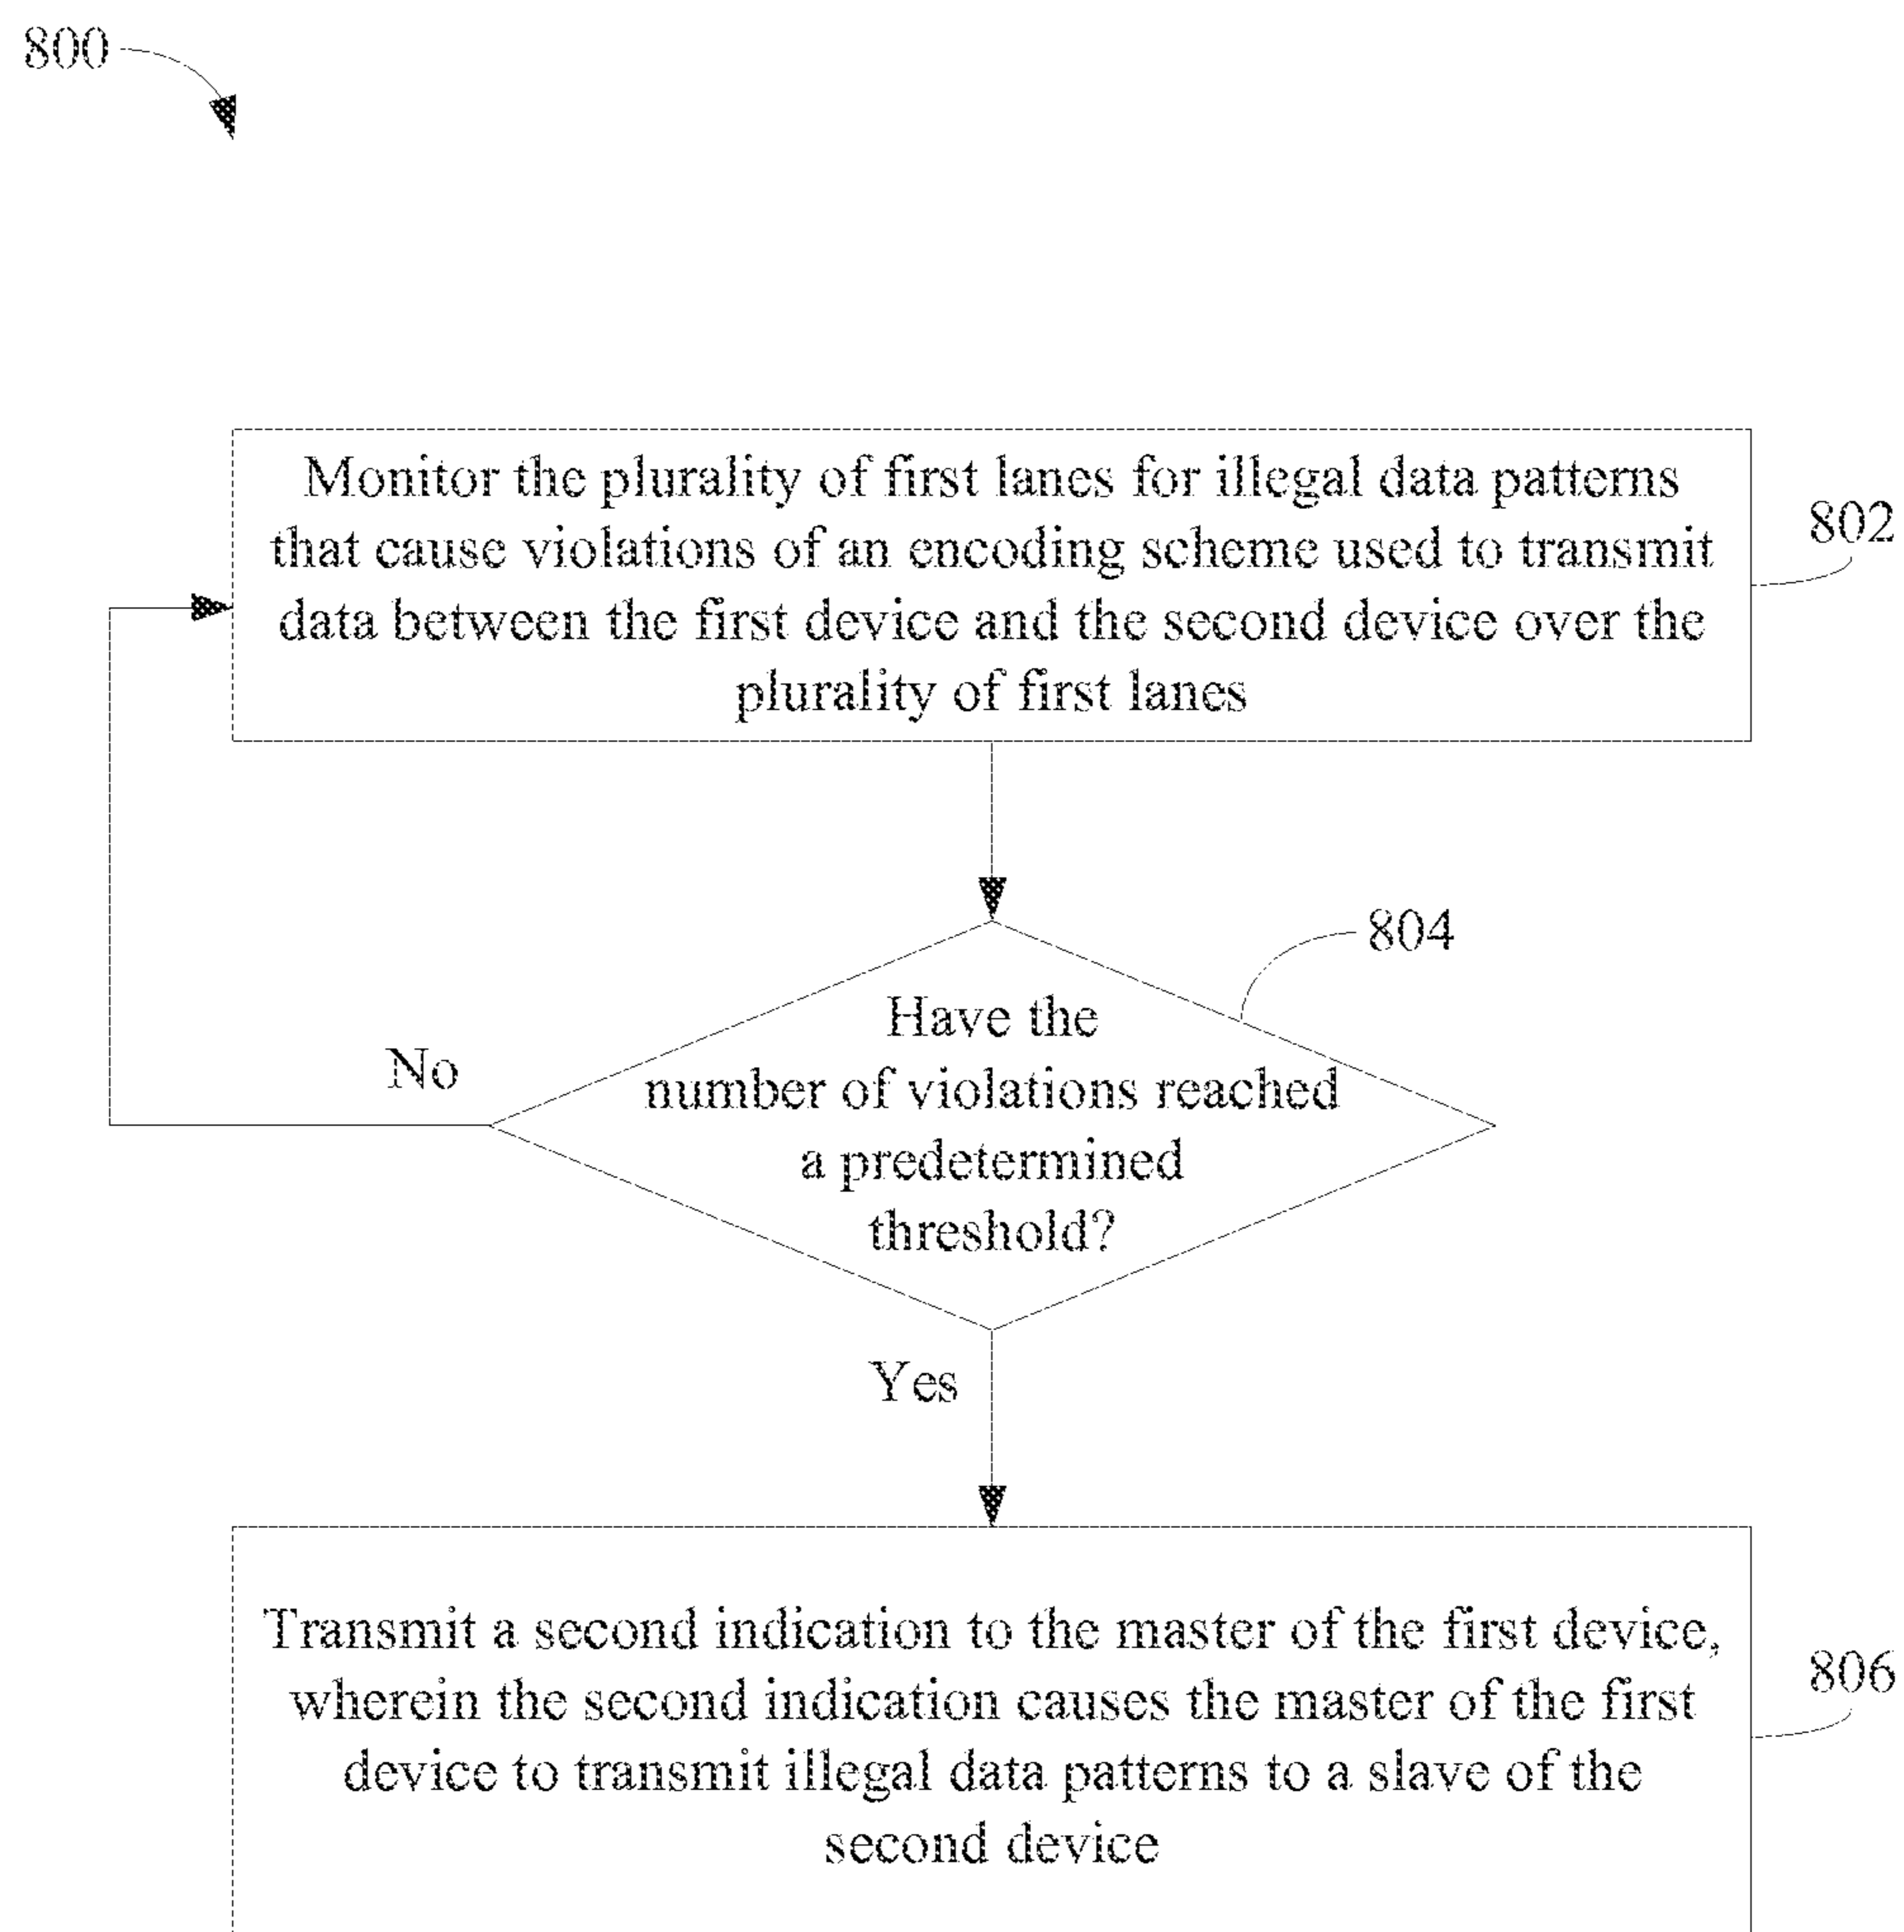 800
Monitor the plurality of first lanes for illegal data patterns
that cause violations of an encoding scheme used to transmit
data between the first device and the second device over the
plurality of first lanes
802
804
Have the
number of violations reached
a predetermined
threshold?
No
Yes
Transmit a second indication to the master of the first device,
wherein the second indication causes the master of the first
device to transmit illegal data patterns to a slave of the
second device
806